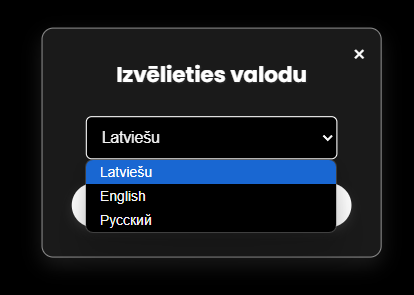 ×
Izvēlieties valodu
Latviešu
Latviešu
English
Русский